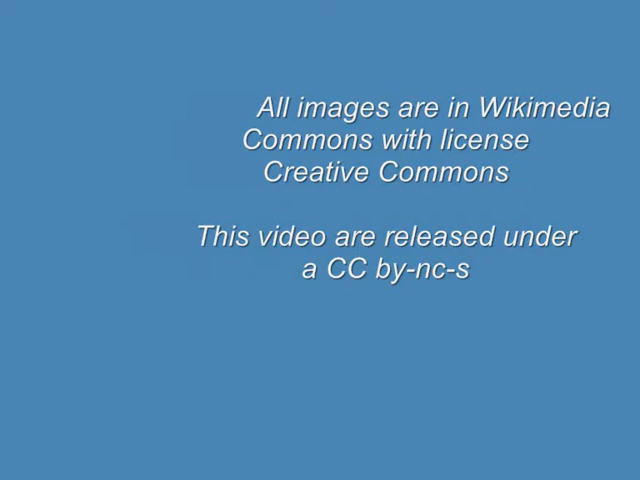 All images are in Wikimedia
Commons with license
Creative Commons
This video are released under
a CC by-nc-s